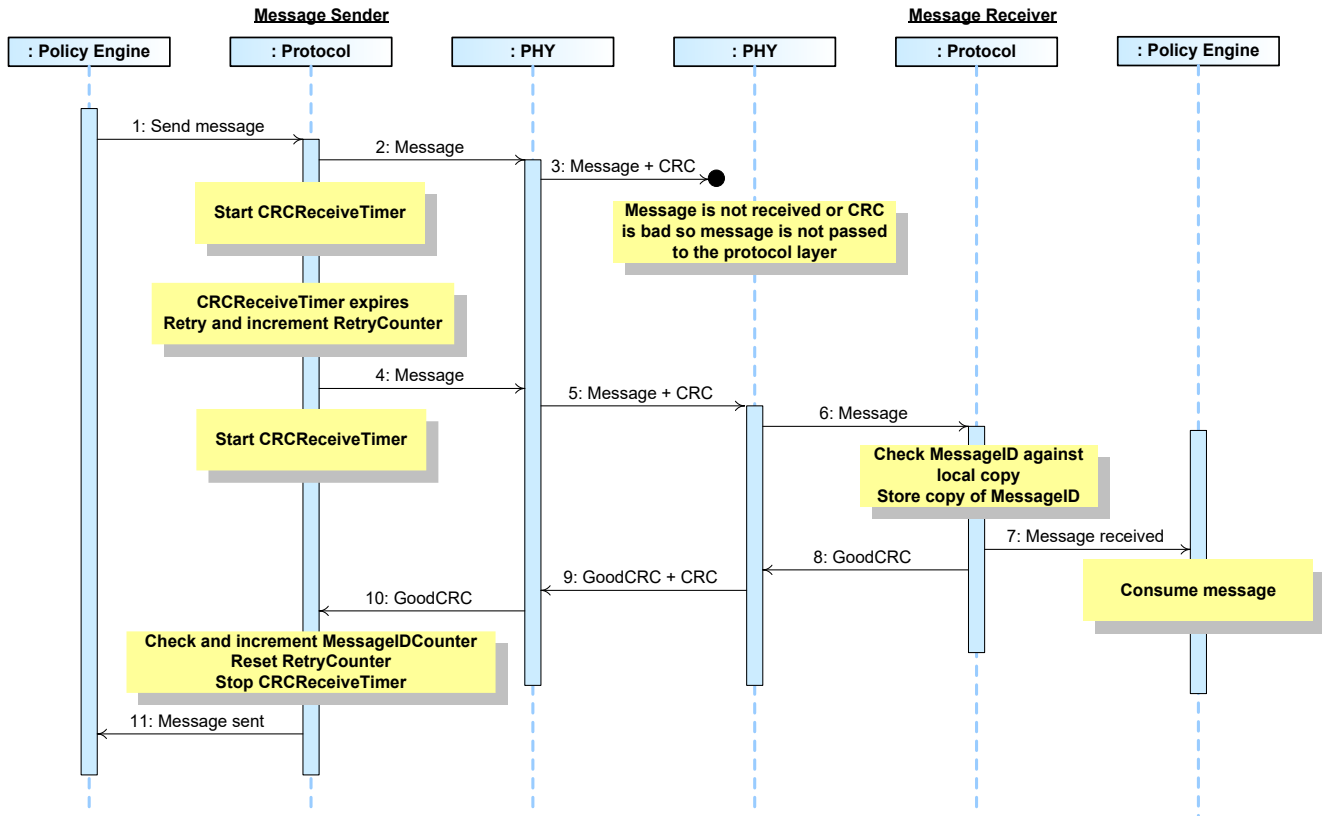 Message Sender
Message Receiver
: Policy Engine
: Protocol
: PHY
: PHY
: Protocol
: Policy Engine
1: Send message
2: Message
3: Message + CRC
Start CRCReceiveTimer
Message is not received or CRC
is bad so message is not passed
to the protocol layer
CRCReceiveTimer expires
Retry and increment RetryCounter
4: Message
5: Message + CRC
6: Message
Start CRCReceiveTimer
Check MessageID against
local copy
Store copy of MessageID
7: Message received
8: GoodCRC
9: GoodCRC + CRC
Consume message
10: GoodCRC
Check and increment MessageIDCounter
Reset RetryCounter
Stop CRCReceiveTimer
11: Message sent